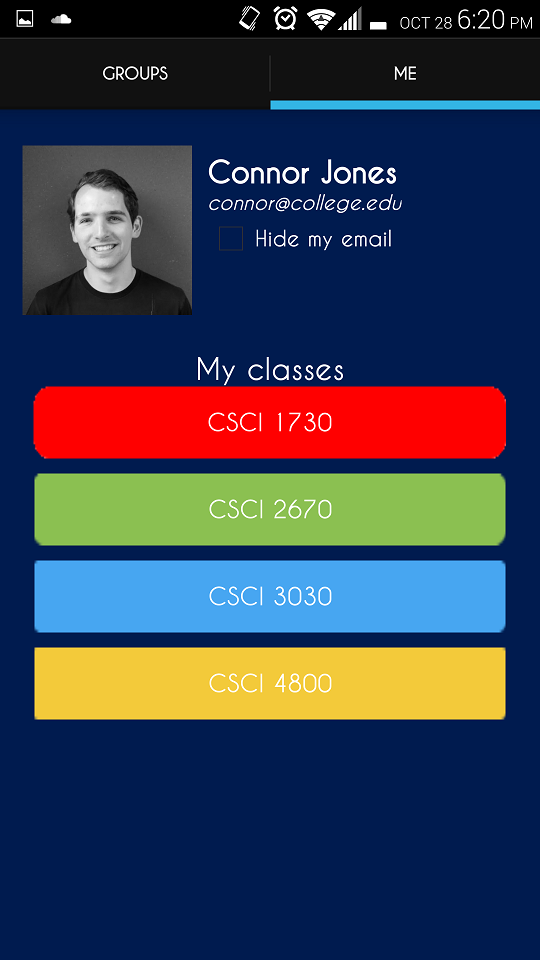 OCT 28 6:20 PM
GROUPS ME
Connor Jones
connor@college.edu
Hide my email
My classes
CSCI 1730
CSCI 2670
CSCI 3030
CSCI 4800